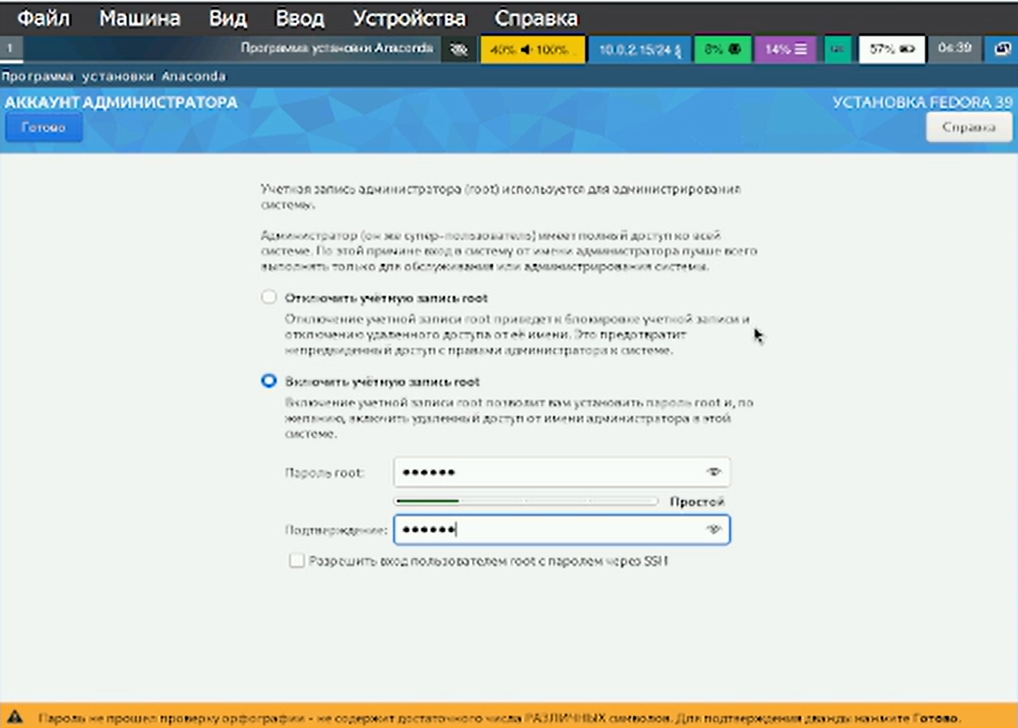 Файл Машина Вид Ввод Устройства Справка
1 Программа установки Anaconda 40% 100% 10.0.2.15/24 8% 14% 57% 04:39
Программа установки Anaconda
АККАУНТ АДМИНИСТРАТОРА УСТАНОВКА FEDORA 39
Готово Справка
Учетная запись администратора (root) используется для администрирования
системы.
Администратор (он же супер-пользователь) имеет полный доступ ко всей
системе. По этой причине вход в систему от имени администратора лучше всего
выполнять только для обслуживания или администрирования системы.
Отключить учётную запись root
Отключение учетной записи root приведет к блокировке учетной записи и
отключению удаленного доступа от её имени. Это предотвратит
непредвиденный доступ с правами администратора к системе.
Включить учётную запись root
Включение учетной записи root позволит вам установить пароль root и, по
желанию, включить удаленный доступ от имени администратора в этой
системе.
Пароль root: ••••••
Простой
Подтверждение: ••••••
Разрешить вход пользователем root с паролем через SSH
Пароль не прошел проверку орфографии - не содержит достаточного числа РАЗЛИЧНЫХ символов. Для подтверждения дважды нажмите Готово.